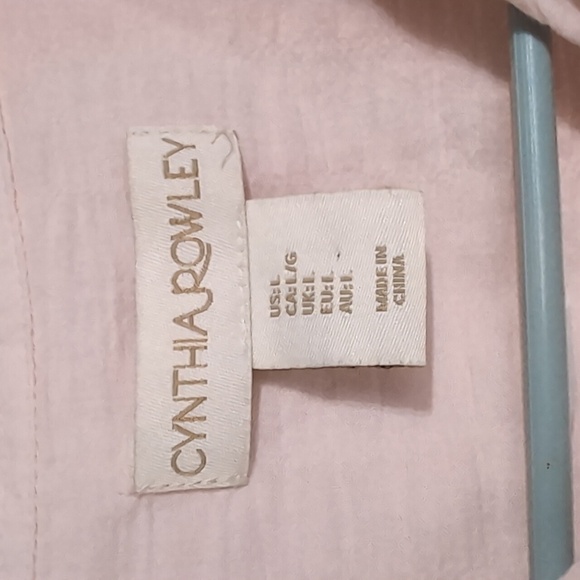 CYNTHIA ROWLEY
US:L
CA:L/G
UK:L
EU:L
AU:L
MADE IN
CHINA